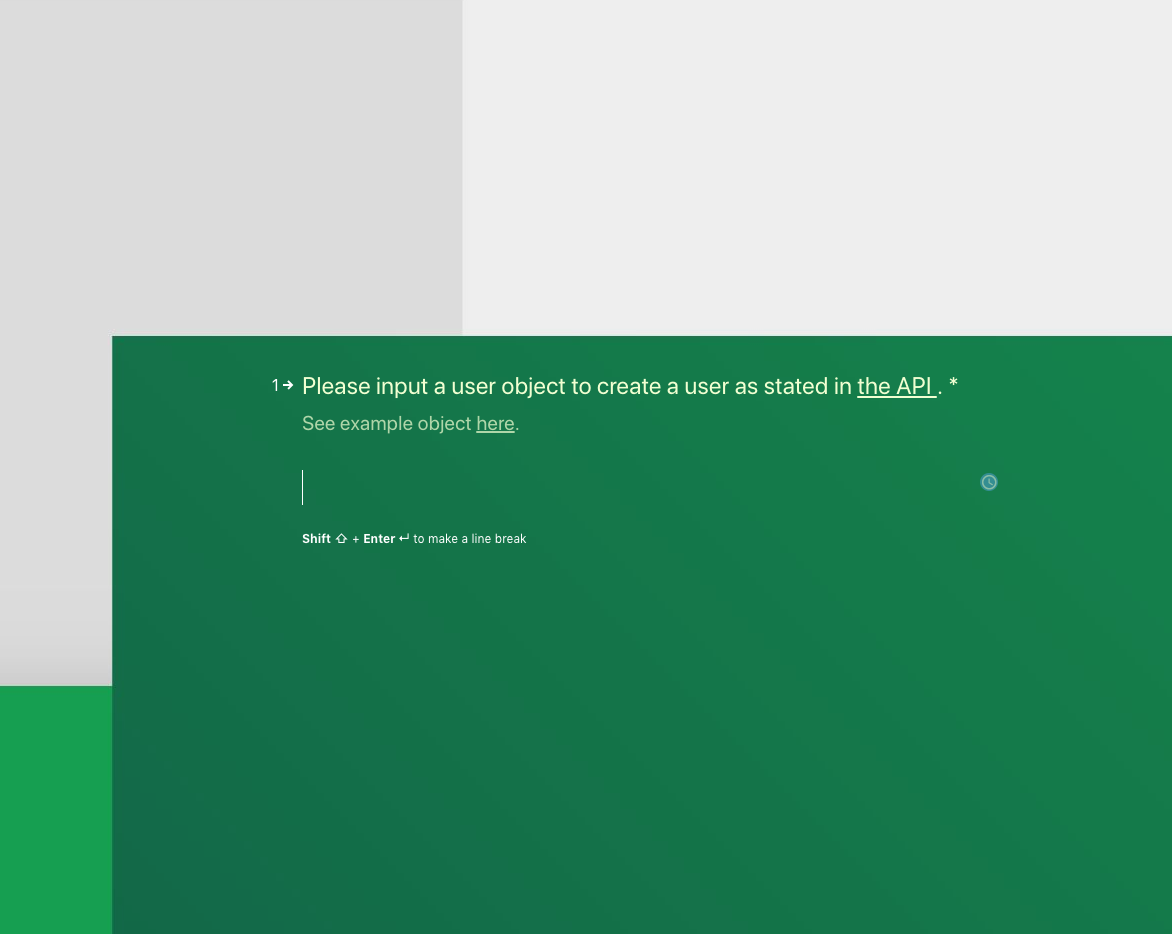 1→ Please input a user object to create a user as stated in the API . *
See example object here.
Shift ⇧ + Enter ↵ to make a line break